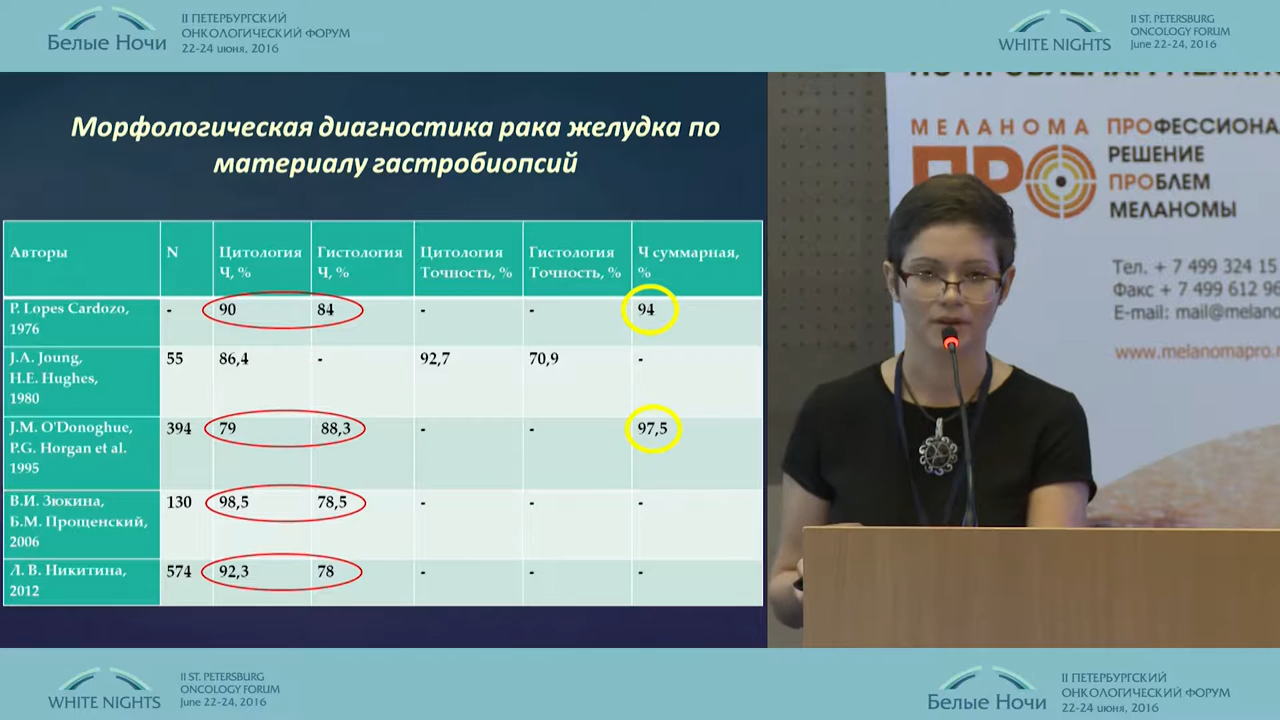 Белые Ночи
II ПЕТЕРБУРГСКИЙ
ОНКОЛОГИЧЕСКИЙ ФОРУМ
22-24 июня, 2016
WHITE NIGHTS
II ST. PETERSBURG
ONCOLOGY FORUM
June 22-24, 2016
Морфологическая диагностика рака желудка по
материалу гастробиопсий
Авторы
N
Цитология
Ч, %
Гистология
Ч, %
Цитология
Точность, %
Гистология
Точность, %
Ч суммарная,
%
P. Lopes Cardozo,
1976
-
90
84
-
-
94
J.A. Joung,
H.E. Hughes,
1980
55
86,4
-
92,7
70,9
-
J.M. O'Donoghue,
P.G. Horgan et al.
1995
394
79
88,3
-
-
97,5
В.И. Зюкина,
Б.М. Прощенский,
2006
130
98,5
78,5
-
-
-
Л. В. Никитина,
2012
574
92,3
78
-
-
-
МЕЛАНОМА
ПРО
ПРОФЕССИОНА
РЕШЕНИЕ
ПРОБЛЕМ
МЕЛАНОМЫ
Тел. + 7 499 324 15
Факс + 7 499 612 96
E-mail: mail@melano
www.melanomapro.r
WHITE NIGHTS
II ST. PETERSBURG
ONCOLOGY FORUM
June 22-24, 2016
Белые Ночи
II ПЕТЕРБУРГСКИЙ
ОНКОЛОГИЧЕСКИЙ ФОРУМ
22-24 июня, 2016